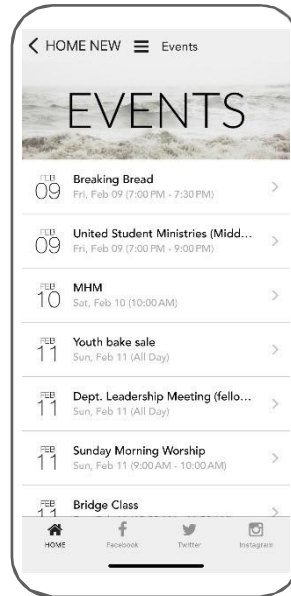 HOME NEW Events
EVENTS
FEB
09
Breaking Bread
Fri, Feb 09 (7:00 PM - 7:30 PM)
FEB
09
United Student Ministries (Midd...
Fri, Feb 09 (7:00 PM - 9:00 PM)
FEB
10
MHM
Sat, Feb 10 (10:00 AM)
FEB
11
Youth bake sale
Sun, Feb 11 (All Day)
FEB
11
Dept. Leadership Meeting (fello...
Sun, Feb 11 (All Day)
FEB
11
Sunday Morning Worship
Sun, Feb 11 (9:00 AM - 10:00 AM)
FEB
11
Bridge Class
HOME Facebook Twitter Instagram